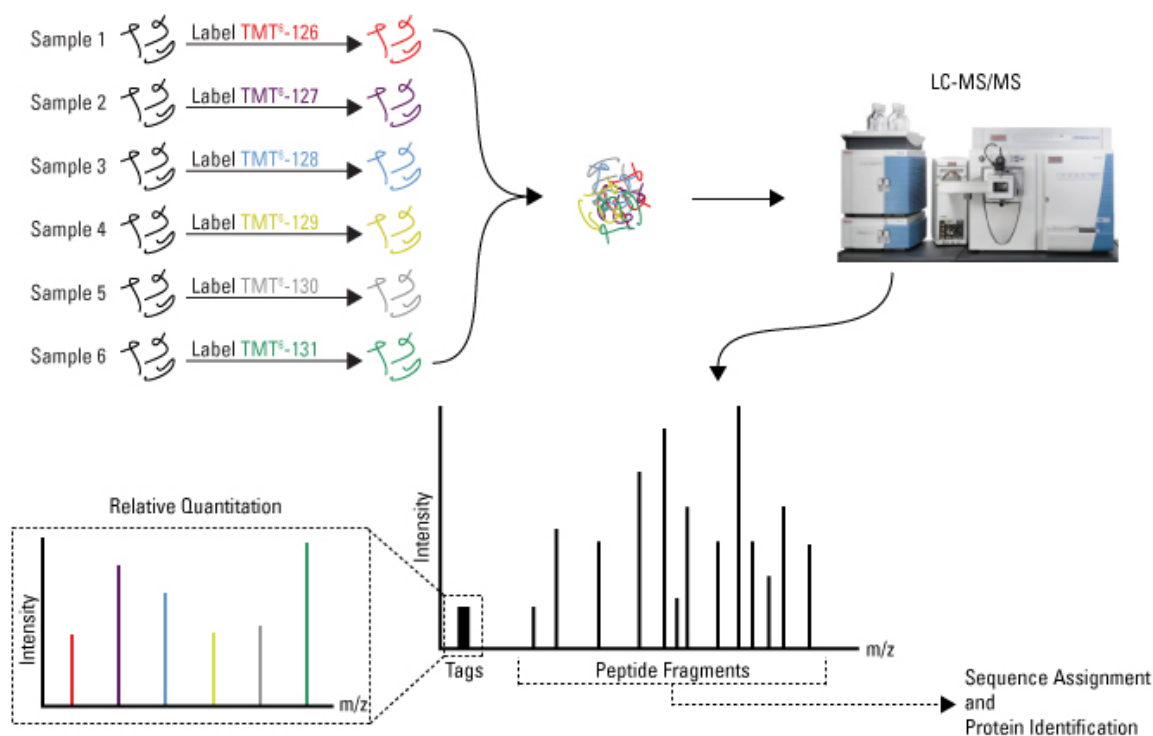 Sample 1
Label TMT⁶-126
Sample 2
Label TMT⁶-127
Sample 3
Label TMT⁶-128
Sample 4
Label TMT⁶-129
Sample 5
Label TMT⁶-130
Sample 6
Label TMT⁶-131
LC-MS/MS
Relative Quantitation
Intensity
m/z
Intensity
m/z
Tags
Peptide Fragments
Sequence Assignment
and
Protein Identification